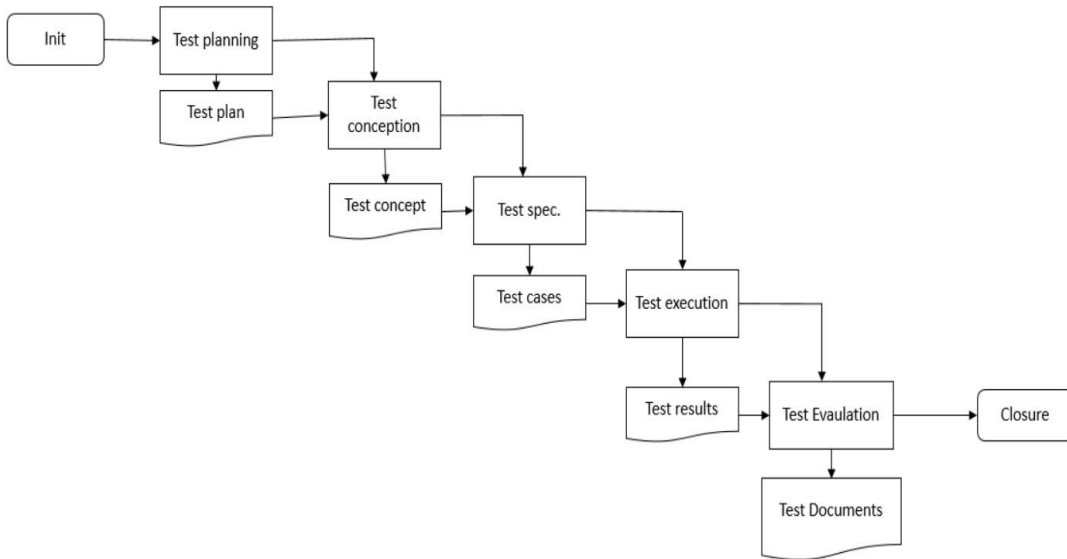 Init
Test planning
Test plan
Test
conception
Test concept
Test spec.
Test cases
Test execution
Test results
Test Evaulation
Closure
Test Documents